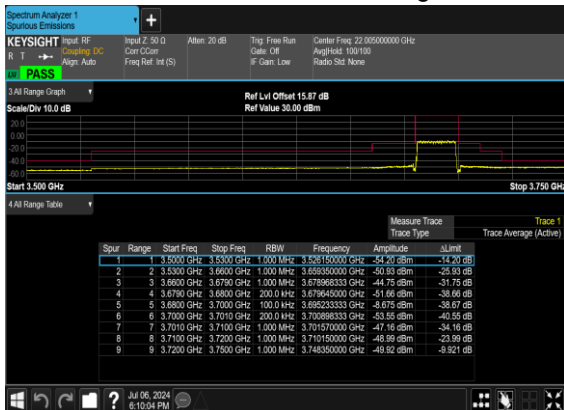 Spectrum Analyzer 1
Spurious Emissions
KEYSIGHT Input: RF Input Z: 50 Ω Atten: 20 dB Trig: Free Run Center Freq: 22.005000000 GHz
R T Coupling: DC Corr CCorr Gate: Off Avg|Hold: 100/100
Align: Auto Freq Ref: Int (S) IF Gain: Low Radio Std: None
PASS
3 All Range Graph
Ref Lvl Offset 15.87 dB
Scale/Div 10.0 dB Ref Value 30.00 dBm
20.0
0.00
-20.0
-40.0
-60.0
Start 3.500 GHz Stop 3.750 GHz
4 All Range Table
Measure Trace Trace 1
Trace Type Trace Average (Active)
Spur Range Start Freq Stop Freq RBW Frequency Amplitude ΔLimit
1 1 3.5000 GHz 3.5300 GHz 1.000 MHz 3.526150000 GHz -54.20 dBm -14.20 dB
2 2 3.5300 GHz 3.6600 GHz 1.000 MHz 3.659350000 GHz -50.93 dBm -25.93 dB
3 3 3.6600 GHz 3.6790 GHz 1.000 MHz 3.678968333 GHz -44.75 dBm -31.75 dB
4 4 3.6790 GHz 3.6800 GHz 200.0 kHz 3.679645000 GHz -51.66 dBm -38.66 dB
5 5 3.6800 GHz 3.7000 GHz 100.0 kHz 3.695233333 GHz -8.675 dBm -38.67 dB
6 6 3.7000 GHz 3.7010 GHz 200.0 kHz 3.700898333 GHz -53.55 dBm -40.55 dB
7 7 3.7010 GHz 3.7100 GHz 1.000 MHz 3.701570000 GHz -47.16 dBm -34.16 dB
8 8 3.7100 GHz 3.7200 GHz 1.000 MHz 3.710150000 GHz -48.99 dBm -23.99 dB
9 9 3.7200 GHz 3.7500 GHz 1.000 MHz 3.748350000 GHz -49.92 dBm -9.921 dB
Jul 06, 2024
6:10:04 PM